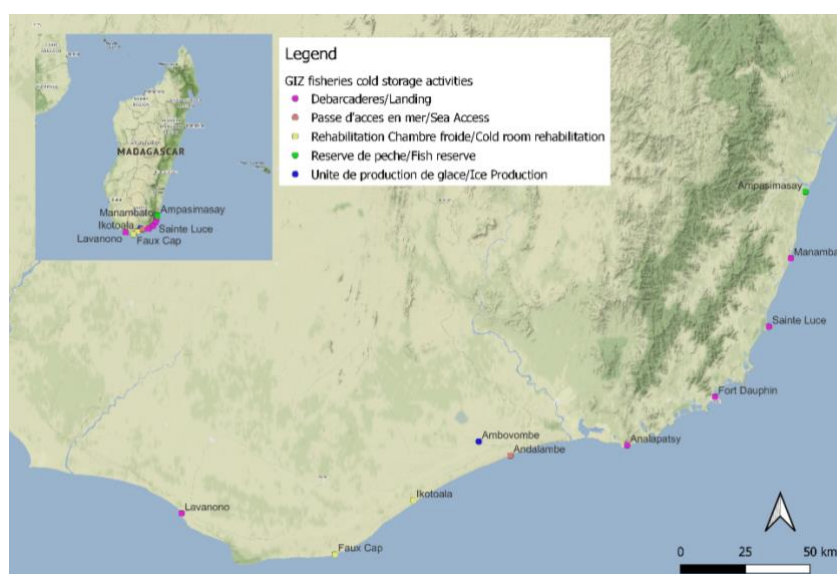 Legend
GIZ fisheries cold storage activities
Debarcaderes/Landing
Passe d'acces en mer/Sea Access
Rehabilitation Chambre froide/Cold room rehabilitation
Reserve de peche/Fish reserve
Unite de production de glace/Ice Production
MADAGASCAR
Manambato
Ampasimasay
Ikotoala
Sainte Luce
Lavanono
Faux Cap
Ampasimasay
Manamba
Sainte Luce
Fort Dauphin
Analapatsy
Ambovombe
Andalambe
Ikotoala
Lavanono
Faux Cap
0 25 50 km